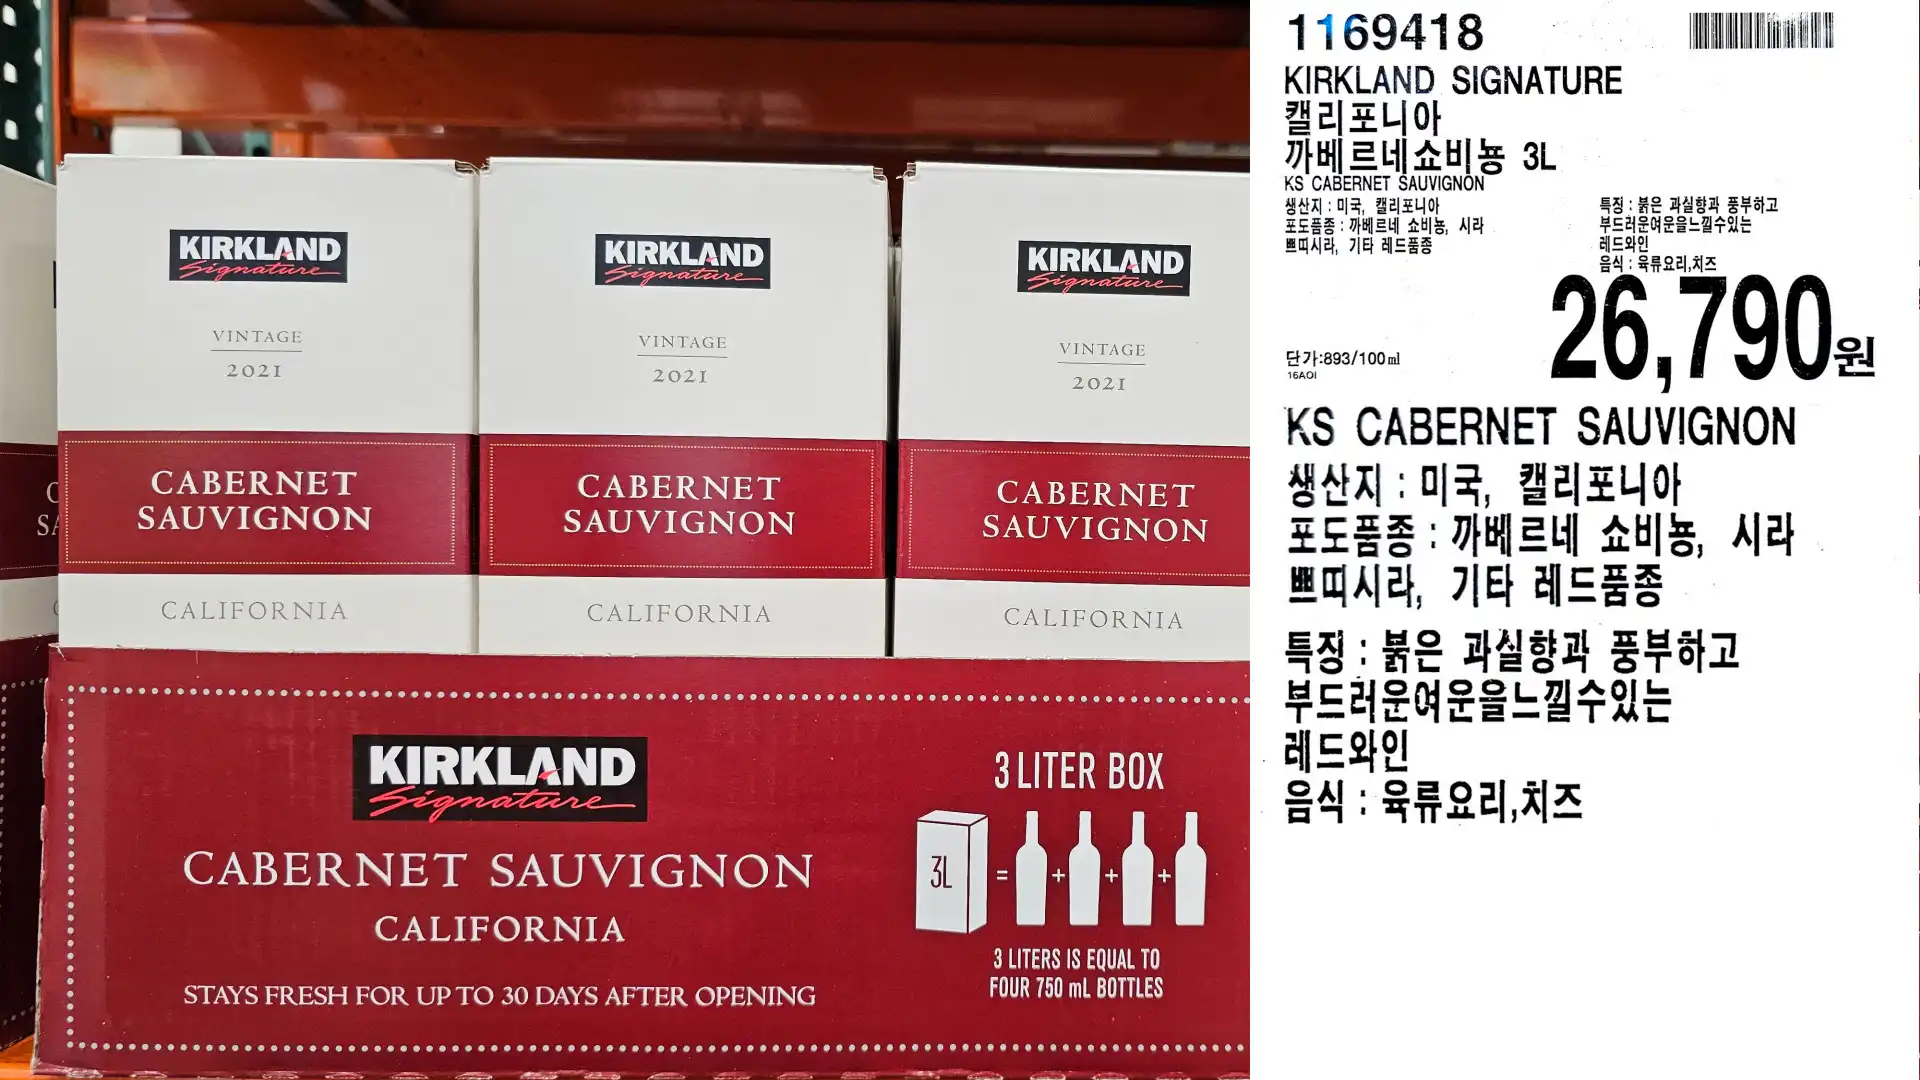 KIRKLAND
Signature
VINTAGE
2021
CABERNET
SAUVIGNON
CALIFORNIA
KIRKLAND
Signature
VINTAGE
2021
CABERNET
SAUVIGNON
CALIFORNIA
KIRKLAND
Signature
VINTAGE
2021
CABERNET
SAUVIGNON
CALIFORNIA
KIRKLAND
Signature
CABERNET SAUVIGNON
CALIFORNIA
STAYS FRESH FOR UP TO 30 DAYS AFTER OPENING
3 LITER BOX
3L = + + +
3 LITERS IS EQUAL TO
FOUR 750 mL BOTTLES
1169418
KIRKLAND SIGNATURE
캘리포니아
까베르네쇼비뇽 3L
KS CABERNET SAUVIGNON
생산지 : 미국, 캘리포니아
포도품종 : 까베르네 쇼비뇽, 시라
쁘띠시라, 기타 레드품종
특징 : 붉은 과실향과 풍부하고
부드러운여운을느낄수있는
레드와인
음식 : 육류요리,치즈
26,790원
단가:893/100㎖
16AOI
KS CABERNET SAUVIGNON
생산지 : 미국, 캘리포니아
포도품종 : 까베르네 쇼비뇽, 시라
쁘띠시라, 기타 레드품종
특징 : 붉은 과실향과 풍부하고
부드러운여운을느낄수있는
레드와인
음식 : 육류요리,치즈